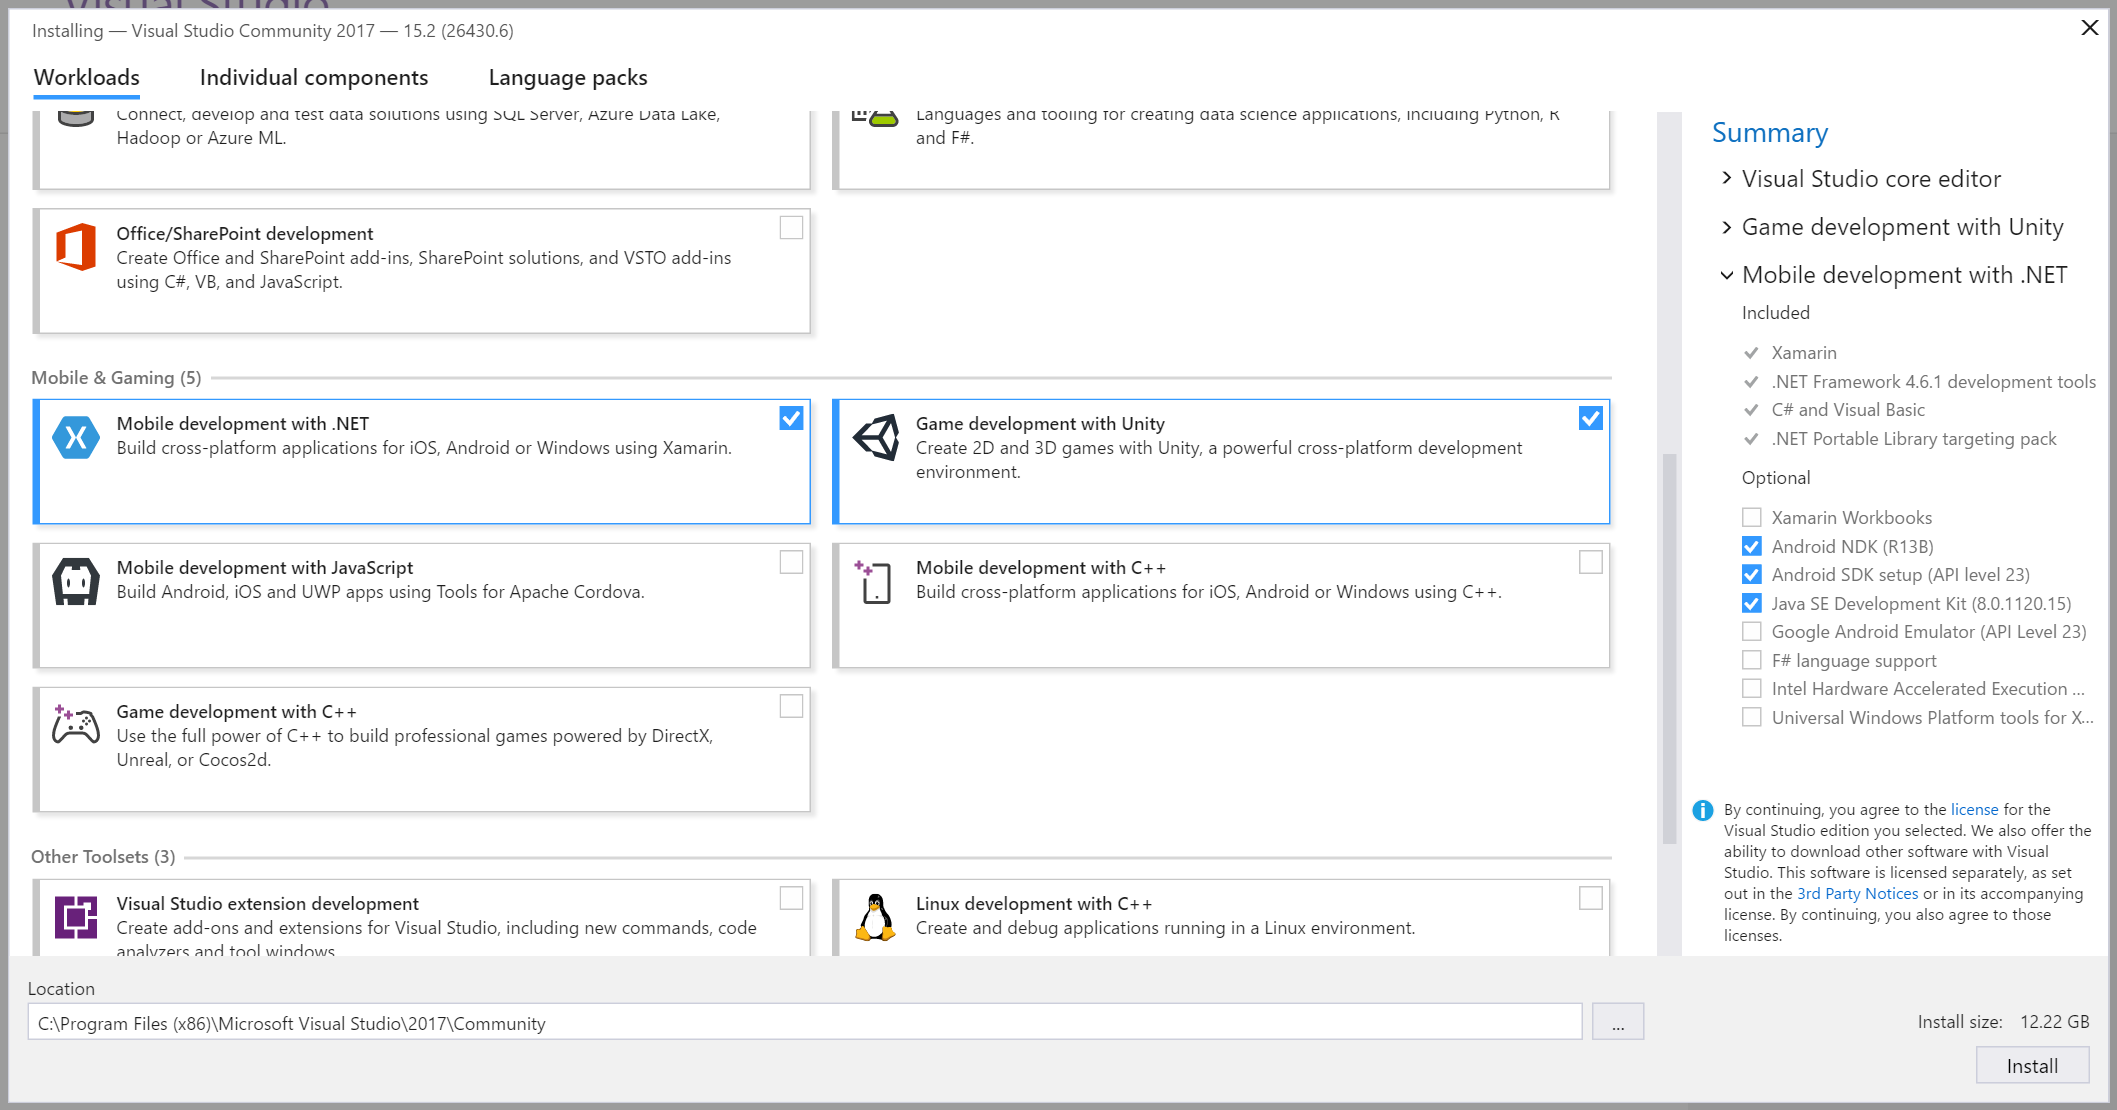 Visual Studio
Installing — Visual Studio Community 2017 — 15.2 (26430.6)
Workloads
Individual components
Language packs
Connect, develop and test data solutions using SQL Server, Azure Data Lake,
Hadoop or Azure ML.
Languages and tooling for creating data science applications, including Python, R
and F#.
Office/SharePoint development
Create Office and SharePoint add-ins, SharePoint solutions, and VSTO add-ins
using C#, VB, and JavaScript.
Mobile & Gaming (5)
Mobile development with .NET
Build cross-platform applications for iOS, Android or Windows using Xamarin.
Game development with Unity
Create 2D and 3D games with Unity, a powerful cross-platform development
environment.
Mobile development with JavaScript
Build Android, iOS and UWP apps using Tools for Apache Cordova.
Mobile development with C++
Build cross-platform applications for iOS, Android or Windows using C++.
Game development with C++
Use the full power of C++ to build professional games powered by DirectX,
Unreal, or Cocos2d.
Other Toolsets (3)
Visual Studio extension development
Create add-ons and extensions for Visual Studio, including new commands, code
analyzers and tool windows.
Linux development with C++
Create and debug applications running in a Linux environment.
Summary
Visual Studio core editor
Game development with Unity
Mobile development with .NET
Included
Xamarin
.NET Framework 4.6.1 development tools
C# and Visual Basic
.NET Portable Library targeting pack
Optional
Xamarin Workbooks
Android NDK (R13B)
Android SDK setup (API level 23)
Java SE Development Kit (8.0.1120.15)
Google Android Emulator (API Level 23)
F# language support
Intel Hardware Accelerated Execution ...
Universal Windows Platform tools for X...
By continuing, you agree to the license for the
Visual Studio edition you selected. We also offer the
ability to download other software with Visual
Studio. This software is licensed separately, as set
out in the 3rd Party Notices or in its accompanying
license. By continuing, you also agree to those
licenses.
Location
C:\Program Files (x86)\Microsoft Visual Studio\2017\Community
...
Install size: 12.22 GB
Install